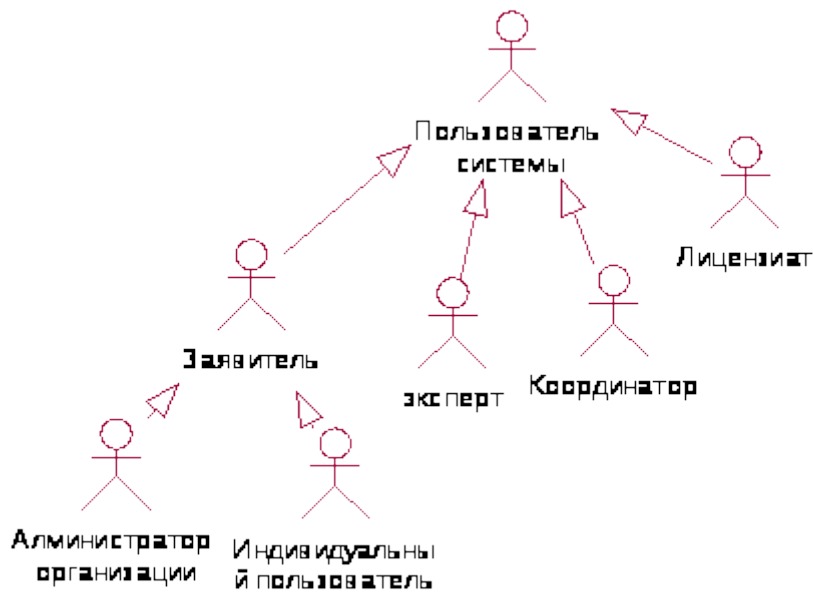 Пользователь
системы
Лицензиат
Заявитель
эксперт
Координатор
Администратор
организации
Индивидуальны
й пользователь